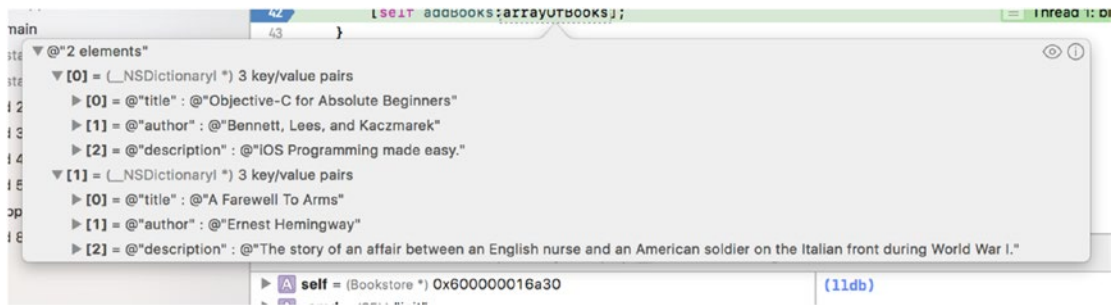 42 [self addBooks:arrayOfBooks];
= Thread 1:
main
43 }
@"2 elements"
[0] = (__NSDictionaryI *) 3 key/value pairs
[0] = @"title" : @"Objective-C for Absolute Beginners"
[1] = @"author" : @"Bennett, Lees, and Kaczmarek"
[2] = @"description" : @"iOS Programming made easy."
[1] = (__NSDictionaryI *) 3 key/value pairs
[0] = @"title" : @"A Farewell To Arms"
[1] = @"author" : @"Ernest Hemingway"
[2] = @"description" : @"The story of an affair between an English nurse and an American soldier on the Italian front during World War I."
A self = (Bookstore *) 0x600000016a30
(lldb)